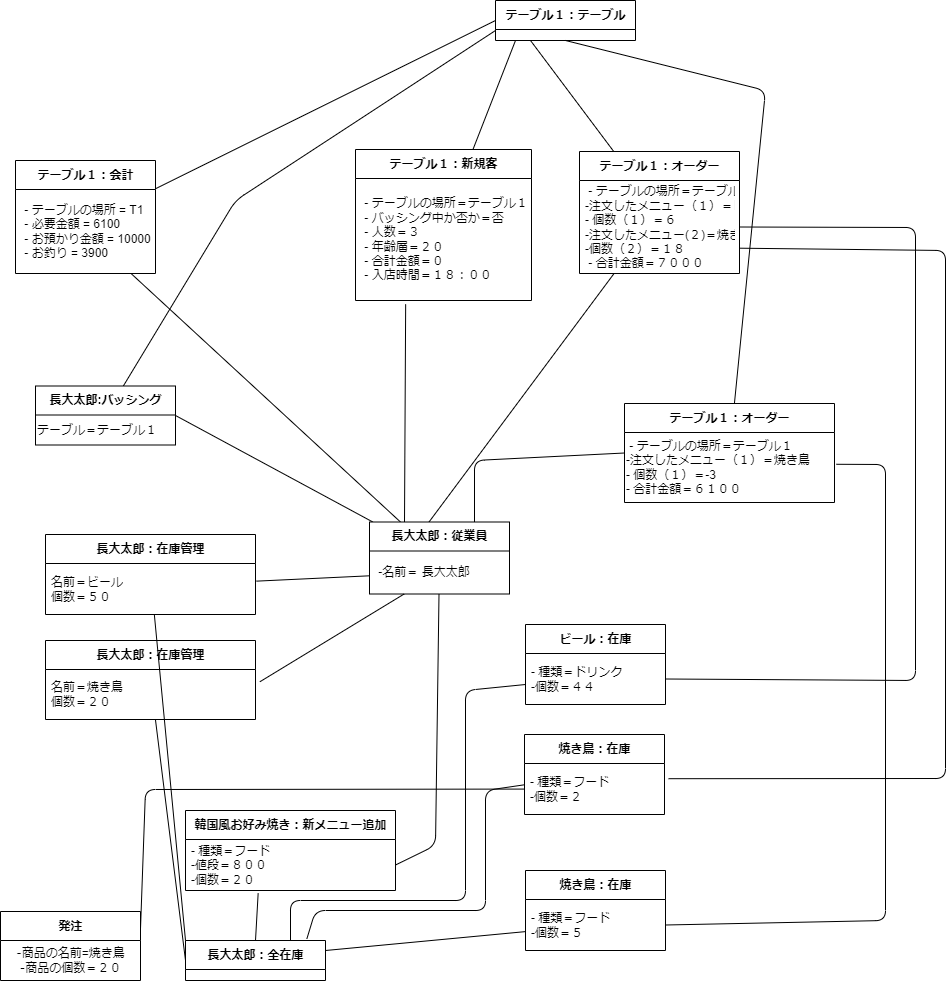 テーブル１：テーブル
テーブル１：会計
- テーブルの場所 = T1
- 必要金額 = 6100
- お預かり金額 = 10000
- お釣り = 3900
テーブル１：新規客
- テーブルの場所＝テーブル１
- バッシング中か否か＝否
- 人数＝３
- 年齢層＝２０
- 合計金額＝０
- 入店時間＝１８：００
テーブル１：オーダー
- テーブルの場所＝テーブル
-注文したメニュー（１）＝
- 個数（１）＝６
-注文したメニュー(２)＝焼き
-個数（２）＝１８
- 合計金額＝７０００
長大太郎:バッシング
テーブル＝テーブル１
テーブル１：オーダー
- テーブルの場所＝テーブル１
-注文したメニュー（１）＝焼き鳥
- 個数（１）＝-3
- 合計金額＝６１００
長大太郎：従業員
-名前＝ 長大太郎
長大太郎：在庫管理
名前＝ビール
個数＝５０
長大太郎：在庫管理
名前＝焼き鳥
個数＝２０
ビール：在庫
- 種類＝ドリンク
-個数＝４４
焼き鳥：在庫
- 種類＝フード
-個数＝２
韓国風お好み焼き：新メニュー追加
- 種類＝フード
-値段＝８００
-個数＝２０
焼き鳥：在庫
- 種類＝フード
-個数＝５
発注
-商品の名前=焼き鳥
-商品の個数＝２０
長大太郎：全在庫